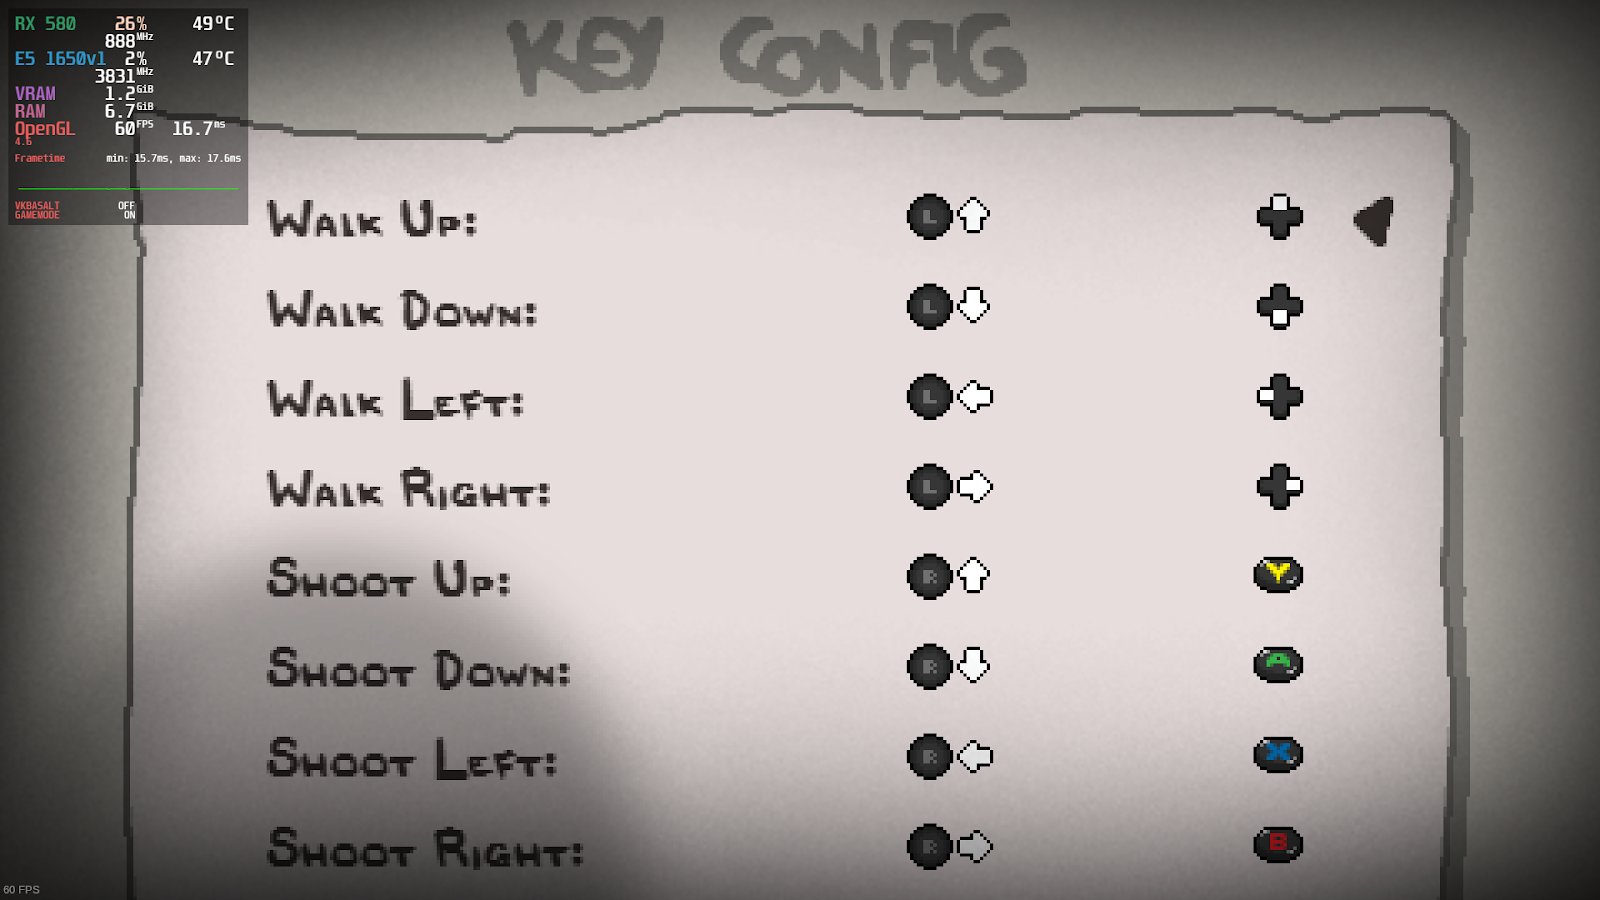 KEY CONFIG
RX 580 26% 49°C
888 MHz
E5 1650v1 2% 47°C
3831 MHz
VRAM 1.2 GiB
RAM 6.7 GiB
OpenGL 60 FPS 16.7 ms
4.6
Frametime min: 15.7ms, max: 17.6ms
VKBASALT OFF
GAMEMODE ON
WALK UP: L
WALK DOWN: L
WALK LEFT: L
WALK RIGHT: L
SHOOT UP: R Y
SHOOT DOWN: R A
SHOOT LEFT: R X
SHOOT RIGHT: R B
60 FPS